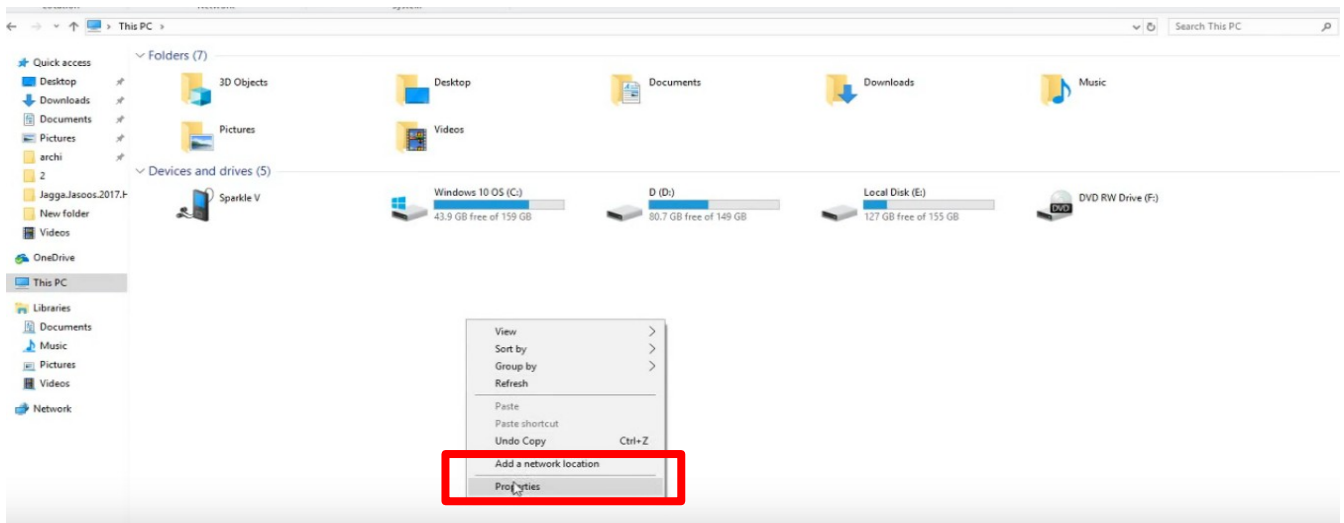 This PC
Search This PC
Quick access
Desktop
Downloads
Documents
Pictures
archi
2
Jagga.Jasoos.2017.H
New folder
Videos
OneDrive
This PC
Libraries
Documents
Music
Pictures
Videos
Network
Folders (7)
3D Objects
Desktop
Documents
Downloads
Music
Pictures
Videos
Devices and drives (5)
Sparkle V
Windows 10 OS (C:)
43.9 GB free of 159 GB
D (D:)
80.7 GB free of 149 GB
Local Disk (E:)
127 GB free of 155 GB
DVD RW Drive (F:)
DVD
View
Sort by
Group by
Refresh
Paste
Paste shortcut
Undo Copy Ctrl+Z
Add a network location
Properties